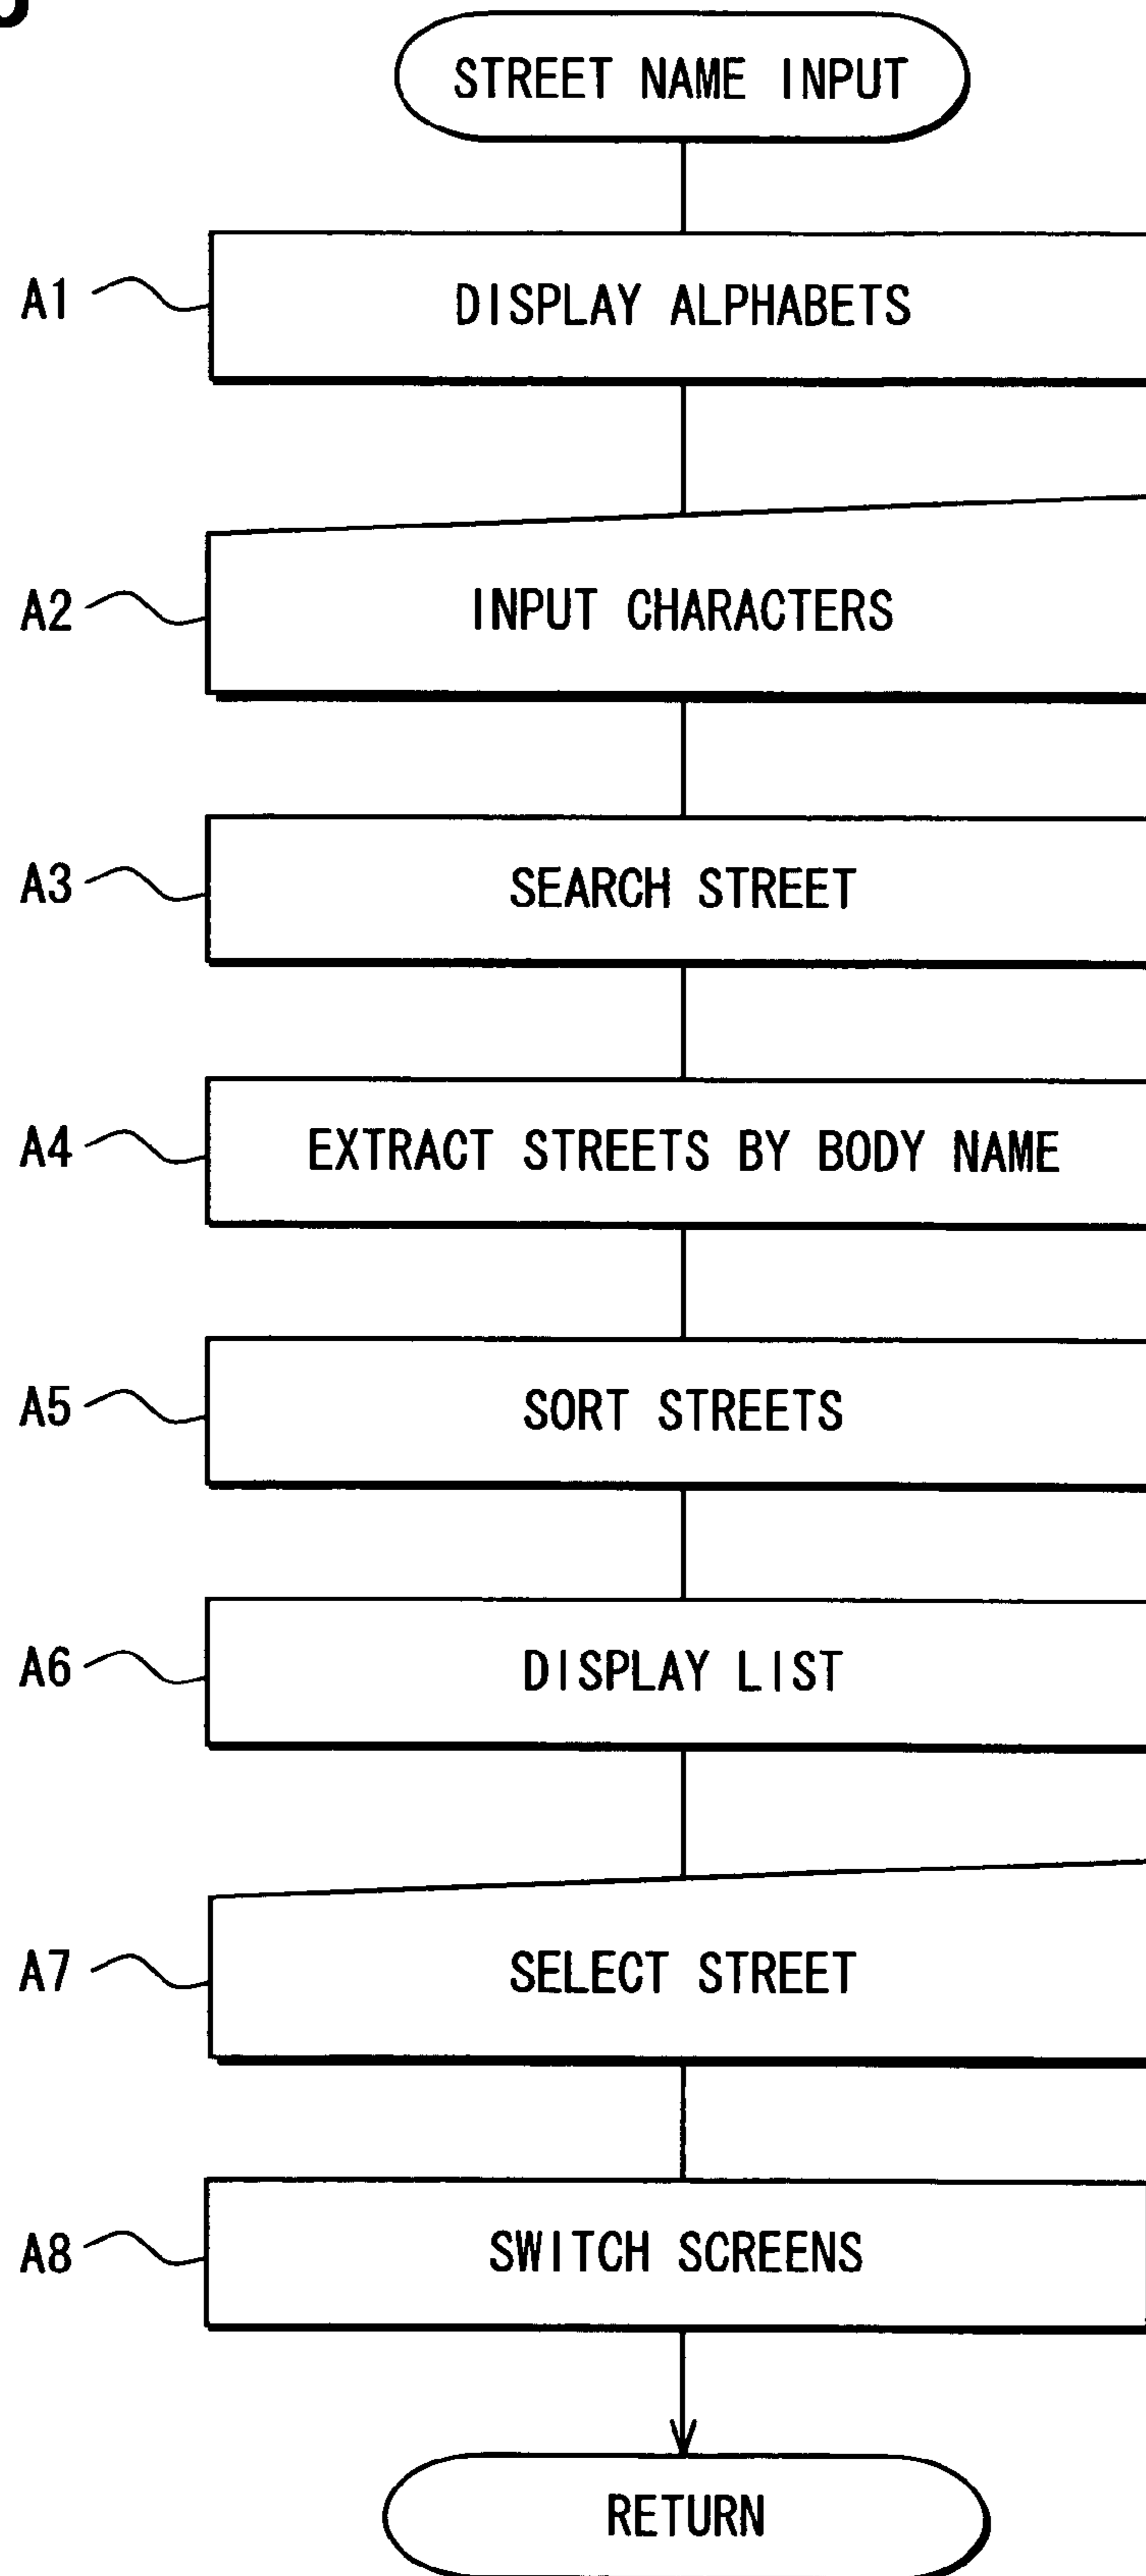 STREET NAME INPUT
A1 DISPLAY ALPHABETS
A2 INPUT CHARACTERS
A3 SEARCH STREET
A4 EXTRACT STREETS BY BODY NAME
A5 SORT STREETS
A6 DISPLAY LIST
A7 SELECT STREET
A8 SWITCH SCREENS
RETURN